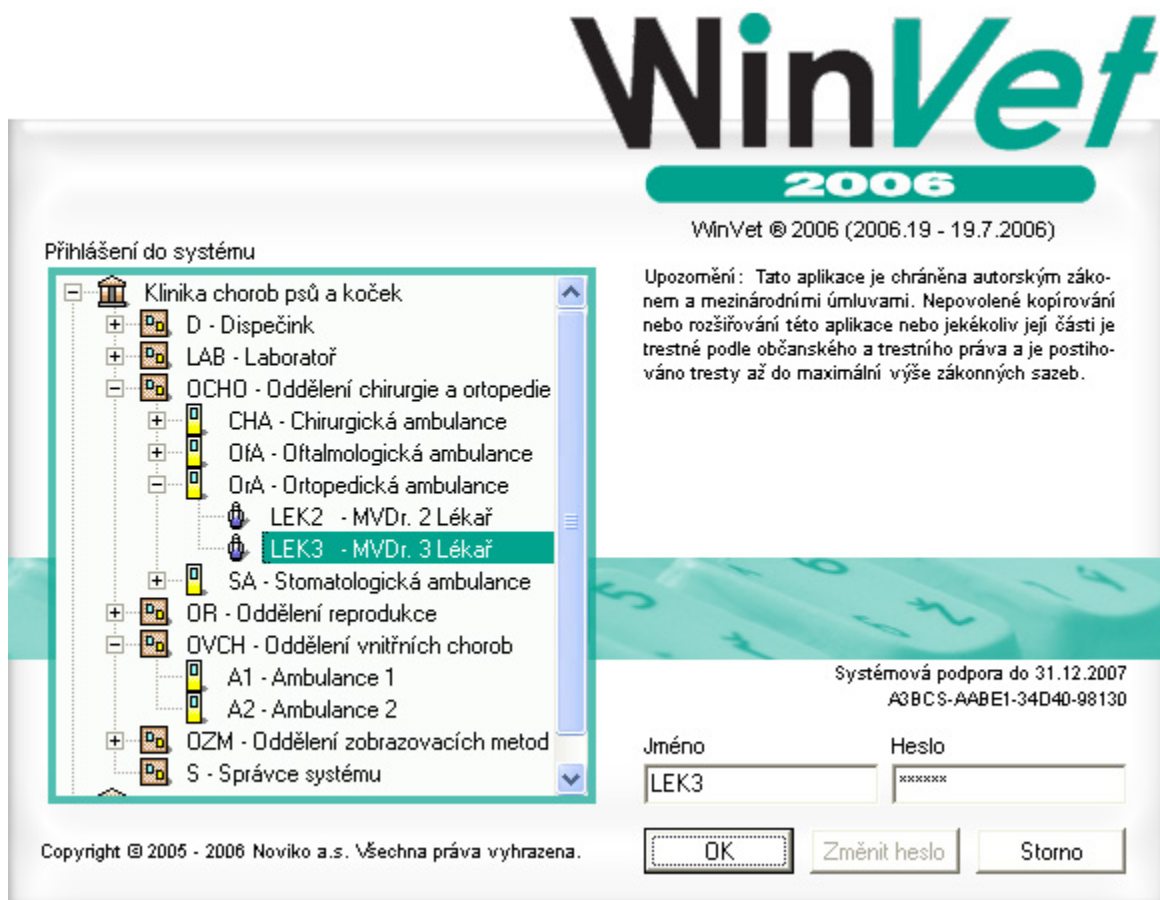 WinVet
2006
WinVet ® 2006 (2006.19 - 19.7.2006)
Přihlášení do systému
Klinika chorob psů a koček
D - Dispečink
LAB - Laboratoř
OCHO - Oddělení chirurgie a ortopedie
CHA - Chirurgická ambulance
OfA - Oftalmologická ambulance
OrA - Ortopedická ambulance
LEK2 - MVDr. 2 Lékař
LEK3 - MVDr. 3 Lékař
SA - Stomatologická ambulance
OR - Oddělení reprodukce
OVCH - Oddělení vnitřních chorob
A1 - Ambulance 1
A2 - Ambulance 2
OZM - Oddělení zobrazovacích metod
S - Správce systému
Upozornění: Tato aplikace je chráněna autorským záko-
nem a mezinárodními úmluvami. Nepovolené kopírování
nebo rozšiřování této aplikace nebo jekékoliv její části je
trestné podle občanského a trestního práva a je postiho-
váno tresty až do maximální výše zákonných sazeb.
Systémová podpora do 31.12.2007
A3BCS-AABE1-34D40-98130
Jméno Heslo
LEK3 ******
OK Změnit heslo Storno
Copyright @ 2005 - 2006 Noviko a.s. Všechna práva vyhrazena.